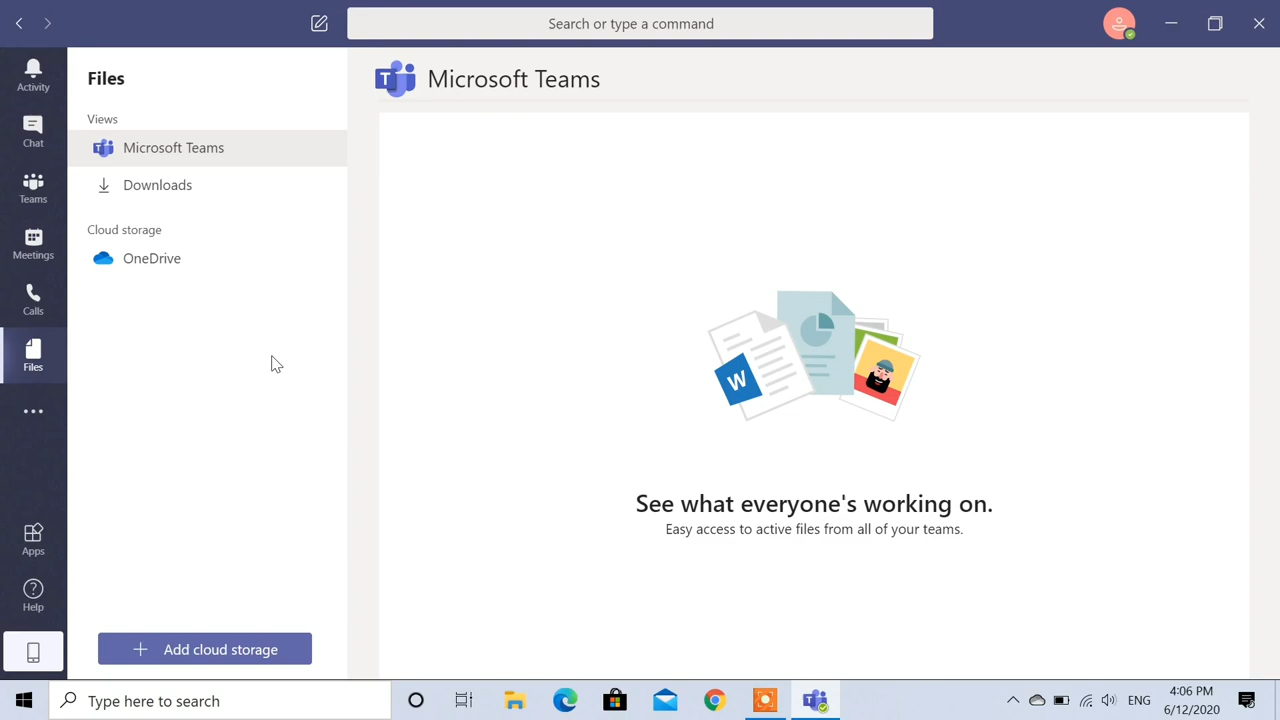 Search or type a command
Activity
Chat
Teams
Meetings
Calls
Files
Apps
Help
Files
Views
Microsoft Teams
Downloads
Cloud storage
OneDrive
Add cloud storage
T Microsoft Teams
W
See what everyone's working on.
Easy access to active files from all of your teams.
Type here to search
ENG
4:06 PM
6/12/2020